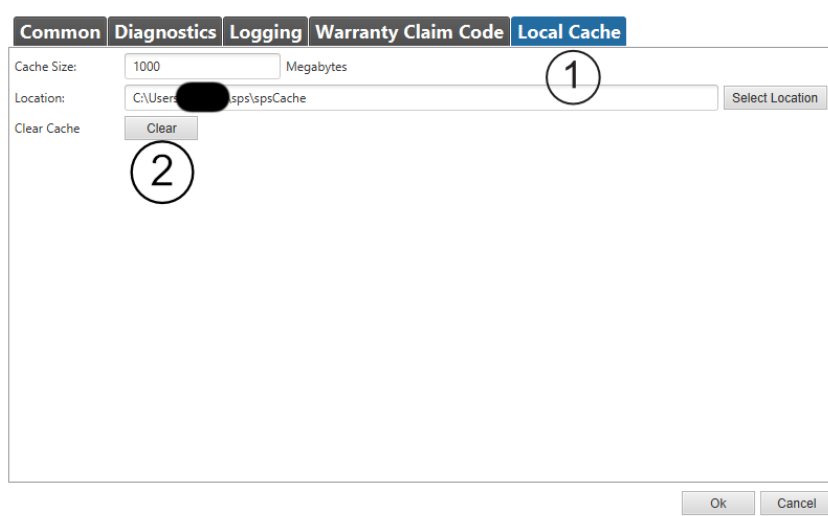 Common Diagnostics Logging Warranty Claim Code Local Cache
Cache Size: 1000 Megabytes
1
Location: C:\Users \sps\spsCache Select Location
Clear Cache Clear
2
Ok Cancel